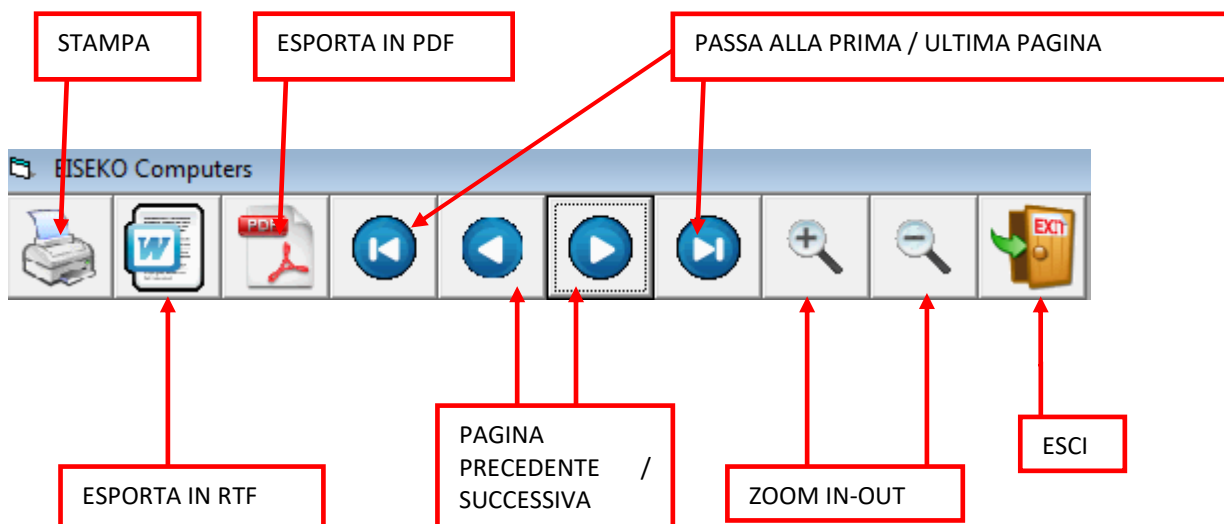 STAMPA
ESPORTA IN PDF
PASSA ALLA PRIMA / ULTIMA PAGINA
EISEKO Computers
W
PDF
EXIT
ESPORTA IN RTF
PAGINA
PRECEDENTE /
SUCCESSIVA
ZOOM IN-OUT
ESCI